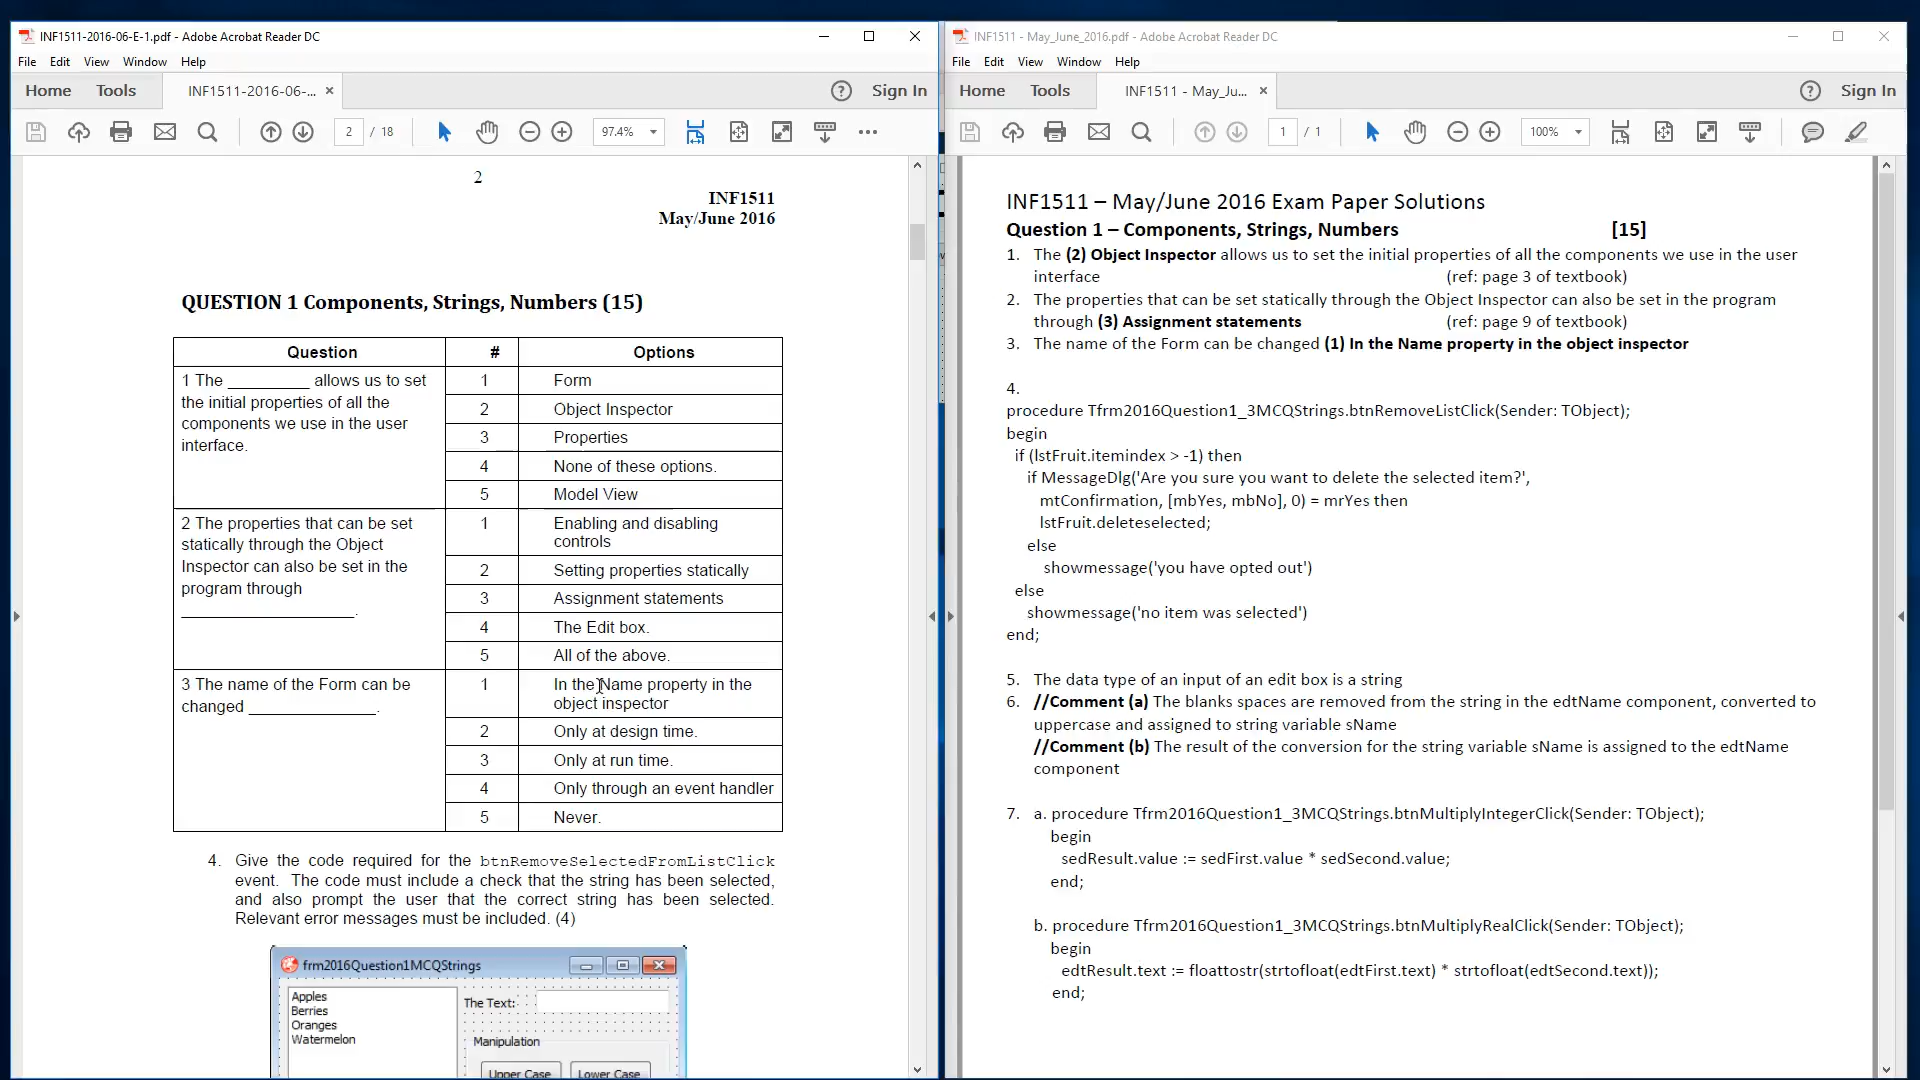 INF1511-2016-06-E-1.pdf - Adobe Acrobat Reader DC
File Edit View Window Help
Home Tools INF1511-2016-06-... × Sign In
2 / 18 97.4%
2
INF1511
May/June 2016
QUESTION 1 Components, Strings, Numbers (15)
Question # Options
1 The __________ allows us to set
the initial properties of all the
components we use in the user
interface.
1 Form
2 Object Inspector
3 Properties
4 None of these options.
5 Model View
2 The properties that can be set
statically through the Object
Inspector can also be set in the
program through
_____________________.
1 Enabling and disabling
controls
2 Setting properties statically
3 Assignment statements
4 The Edit box.
5 All of the above.
3 The name of the Form can be
changed _______________.
1 In the Name property in the
object inspector
2 Only at design time.
3 Only at run time.
4 Only through an event handler
5 Never.
4. Give the code required for the btnRemoveSelectedFromListClick
event. The code must include a check that the string has been selected,
and also prompt the user that the correct string has been selected.
Relevant error messages must be included. (4)
frm2016Question1MCQStrings
Apples
Berries
Oranges
Watermelon
The Text:
Manipulation
Upper Case Lower Case
INF1511 - May_June_2016.pdf - Adobe Acrobat Reader DC
File Edit View Window Help
Home Tools INF1511 - May_Ju... × Sign In
1 / 1 100%
INF1511 – May/June 2016 Exam Paper Solutions
Question 1 – Components, Strings, Numbers [15]
1. The (2) Object Inspector allows us to set the initial properties of all the components we use in the user
interface (ref: page 3 of textbook)
2. The properties that can be set statically through the Object Inspector can also be set in the program
through (3) Assignment statements (ref: page 9 of textbook)
3. The name of the Form can be changed (1) In the Name property in the object inspector
4.
procedure Tfrm2016Question1_3MCQStrings.btnRemoveListClick(Sender: TObject);
begin
if (lstFruit.itemindex > -1) then
if MessageDlg('Are you sure you want to delete the selected item?',
mtConfirmation, [mbYes, mbNo], 0) = mrYes then
lstFruit.deleteselected;
else
showmessage('you have opted out')
else
showmessage('no item was selected')
end;
5. The data type of an input of an edit box is a string
6. //Comment (a) The blanks spaces are removed from the string in the edtName component, converted to
uppercase and assigned to string variable sName
//Comment (b) The result of the conversion for the string variable sName is assigned to the edtName
component
7. a. procedure Tfrm2016Question1_3MCQStrings.btnMultiplyIntegerClick(Sender: TObject);
begin
sedResult.value := sedFirst.value * sedSecond.value;
end;
b. procedure Tfrm2016Question1_3MCQStrings.btnMultiplyRealClick(Sender: TObject);
begin
edtResult.text := floattostr(strtofloat(edtFirst.text) * strtofloat(edtSecond.text));
end;